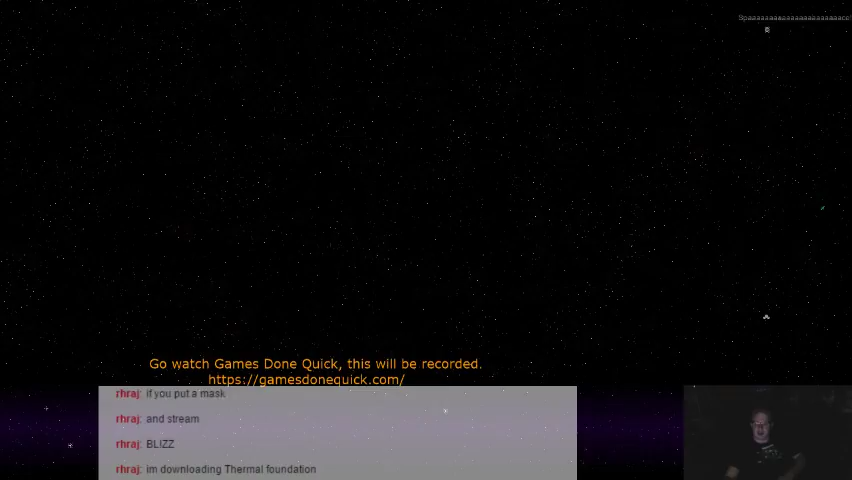 Go watch Games Done Quick, this will be recorded.
https://gamesdonequick.com/
rhraj: if you put a mask
rhraj: and stream
rhraj: BLIZZ
rhraj: im downloading Thermal foundation